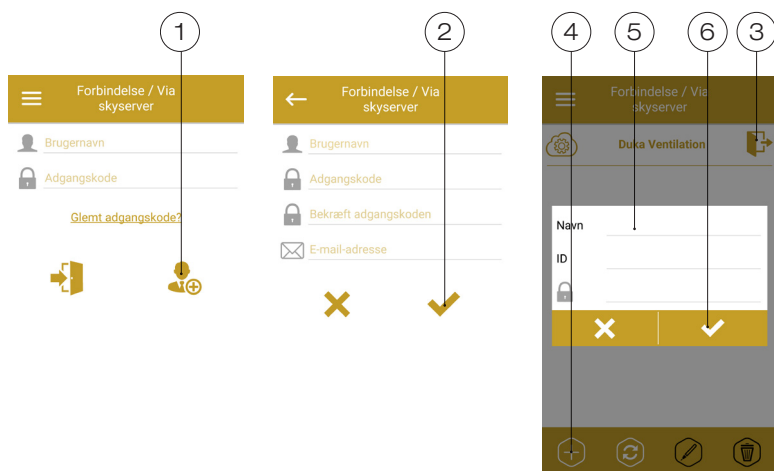 1
2
4
5
6
3
Forbindelse / Via
skyserver
Brugernavn
Adgangskode
Glemt adgangskode?
Forbindelse / Via
skyserver
Brugernavn
Adgangskode
Bekræft adgangskoden
E-mail-adresse
Forbindelse / Via
skyserver
Duka Ventilation
Navn
ID